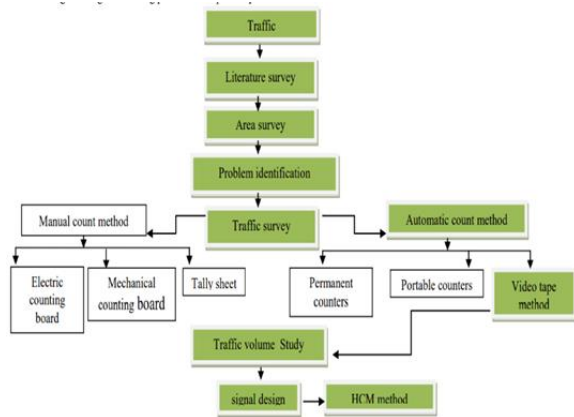 Traffic
Literature survey
Area survey
Problem identification
Manual count method
Traffic survey
Automatic count method
Electric
counting
board
Mechanical
counting board
Tally sheet
Permanent
counters
Portable counters
Video tape
method
Traffic volume Study
signal design
HCM method